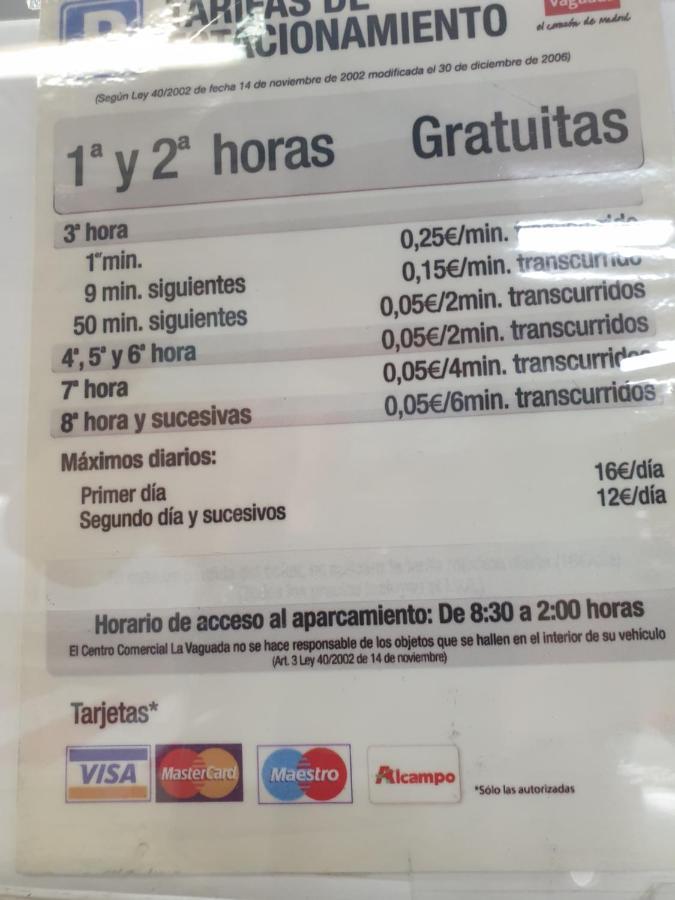 P
TARIFAS DE
ESTACIONAMIENTO
Vaguada
el corazón de Madrid
(Según Ley 40/2002 de fecha 14 de noviembre de 2002 modificada el 30 de diciembre de 2006)
1ª y 2ª horas Gratuitas
3ª hora
1er min. 0,25€/min.
9 min. siguientes 0,15€/min. transcurrido
50 min. siguientes 0,05€/2min. transcurridos
4ª, 5ª y 6ª hora 0,05€/2min. transcurridos
7ª hora 0,05€/4min. transcurridos
8ª hora y sucesivas 0,05€/6min. transcurridos
Máximos diarios:
Primer día 16€/día
Segundo día y sucesivos 12€/día
Horario de acceso al aparcamiento: De 8:30 a 2:00 horas
El Centro Comercial La Vaguada no se hace responsable de los objetos que se hallen en el interior de su vehículo
(Art. 3 Ley 40/2002 de 14 de noviembre)
Tarjetas*
VISA MasterCard Maestro Alcampo *Sólo las autorizadas